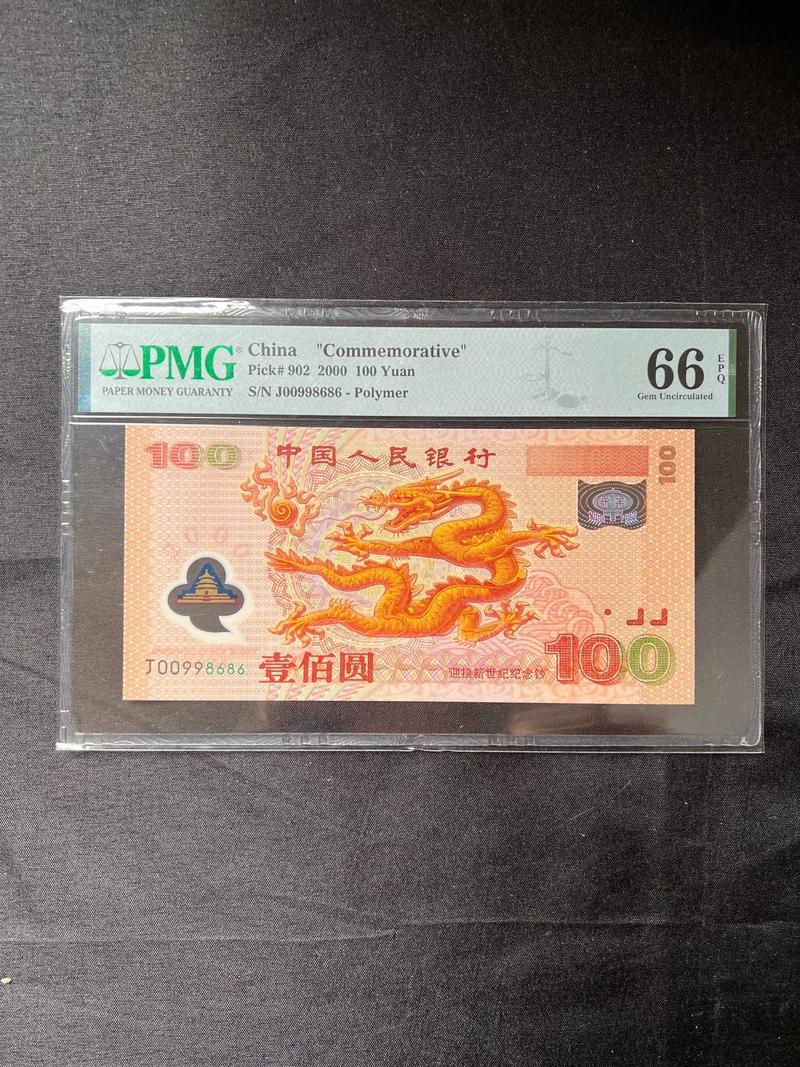 PMG®
PAPER MONEY GUARANTY
China "Commemorative"
Pick# 902 2000 100 Yuan
S/N J00998686 - Polymer
66
EPQ
Gem Uncirculated
100
中国人民银行
100
2000
J00998686
壹佰圆
迎接新世纪纪念钞
100